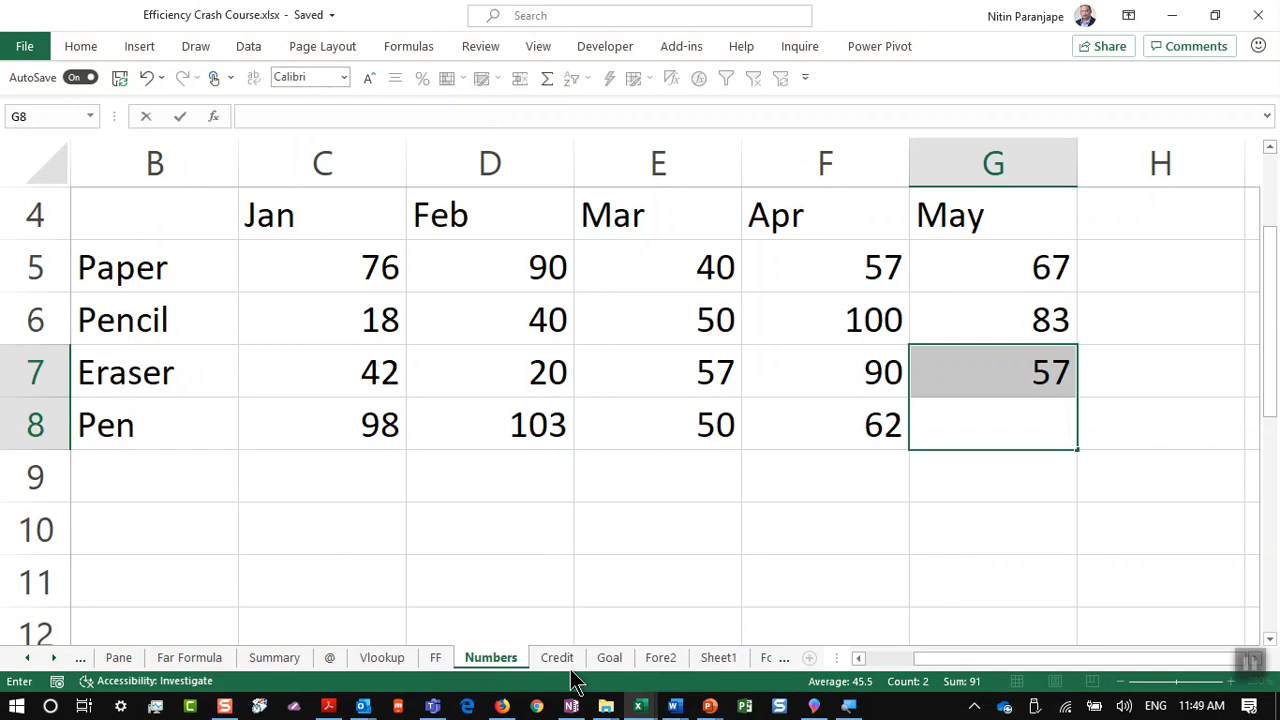 Efficiency Crash Course.xlsx - Saved
Search
Nitin Paranjape
File Home Insert Draw Data Page Layout Formulas Review View Developer Add-ins Help Inquire Power Pivot Share Comments
AutoSave On Calibri
G8 fx
B C D E F G H
4 Jan Feb Mar Apr May
5 Paper 76 90 40 57 67
6 Pencil 18 40 50 100 83
7 Eraser 42 20 57 90 57
8 Pen 98 103 50 62
9
10
11
12
... Pane Far Formula Summary @ Vlookup FF Numbers Credit Goal Fore2 Sheet1 Fc ...
Enter Accessibility: Investigate Average: 45.5 Count: 2 Sum: 91
ENG 11:49 AM